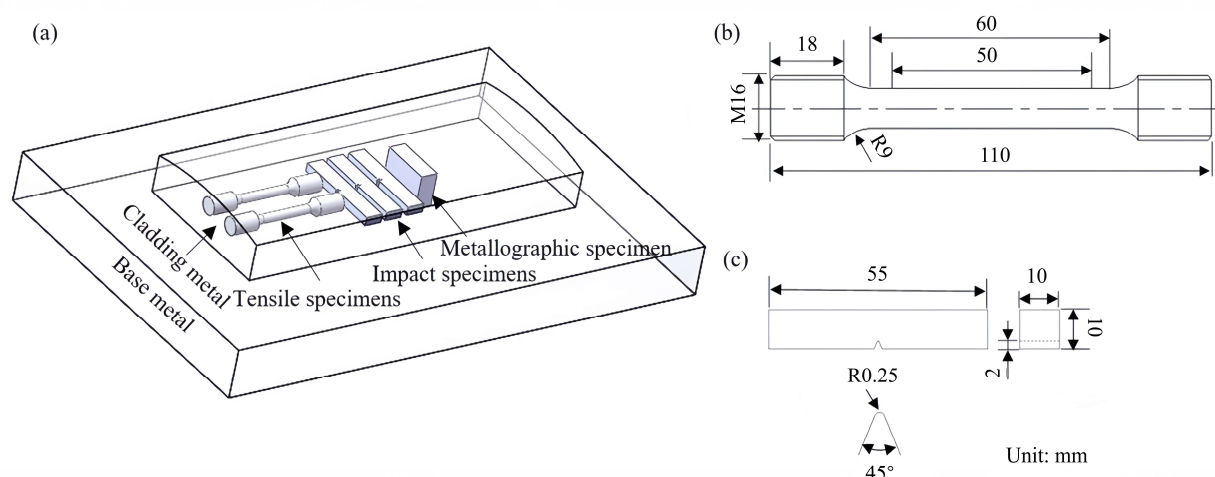 (a)
Cladding metal
Base metal
Tensile specimens
Impact specimens
Metallographic specimen
(b)
60
18
50
M16
R9
110
(c)
55
10
10
2
R0.25
45°
Unit: mm